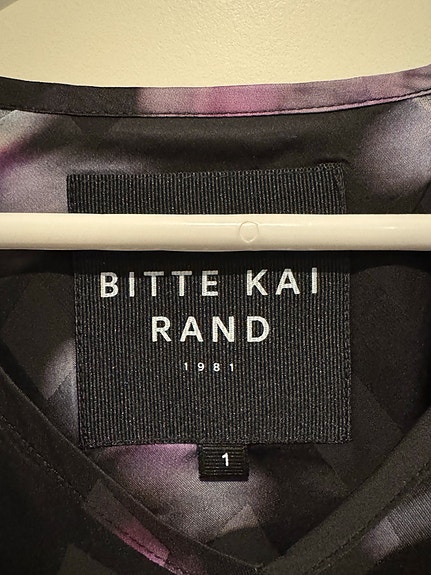 BITTE KAI
RAND
1981
1